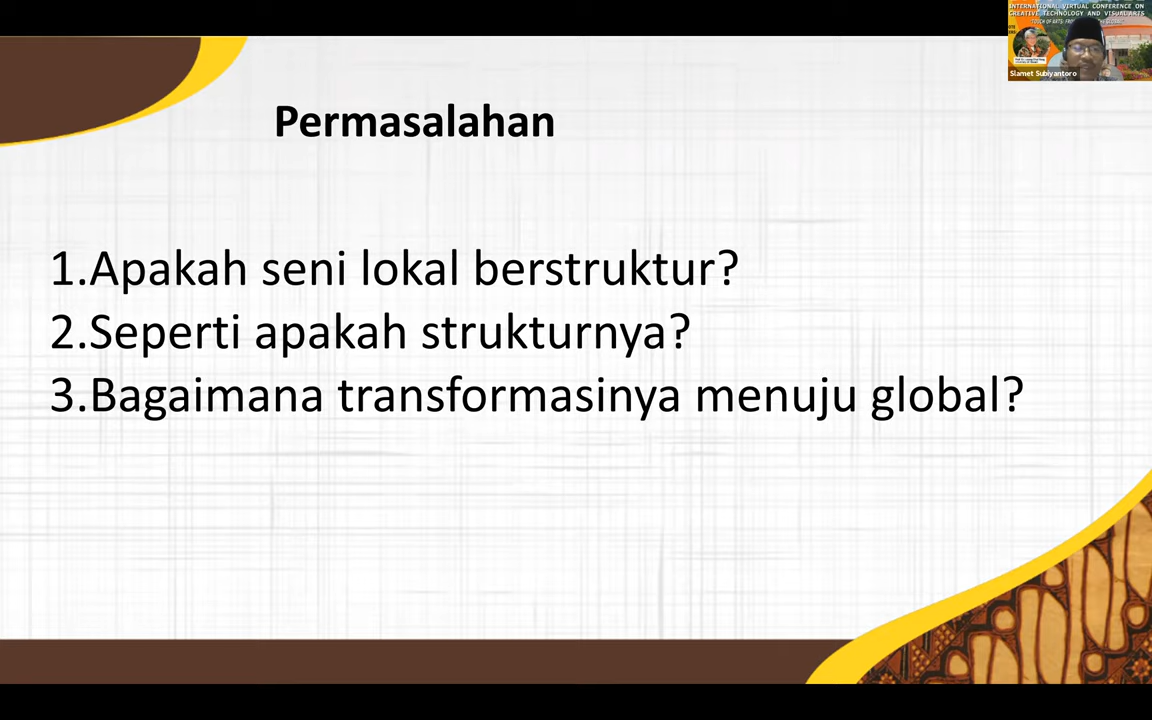 INTERNATIONAL VIRTUAL CONFERENCE ON
CREATIVE TECHNOLOGY AND VISUAL ARTS
Slamet Subiyantoro
Permasalahan
1.Apakah seni lokal berstruktur?
2.Seperti apakah strukturnya?
3.Bagaimana transformasinya menuju global?